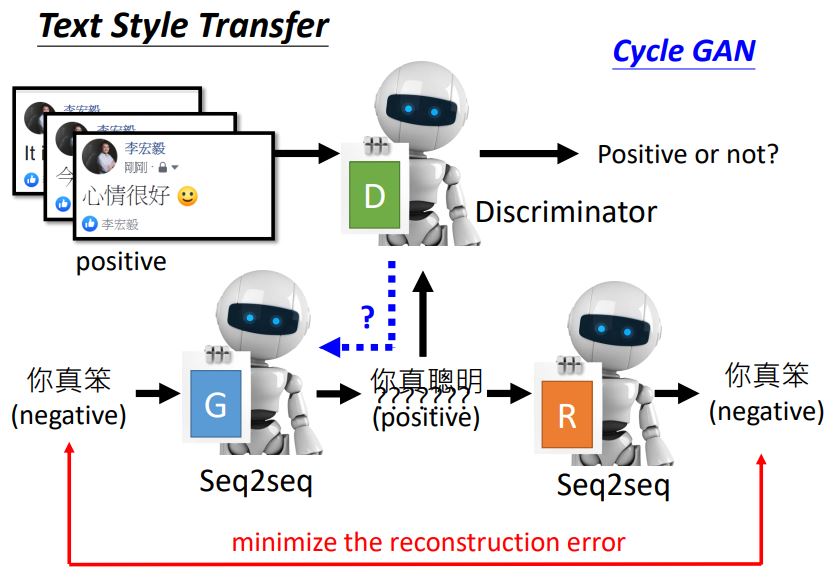 Text Style Transfer
Cycle GAN
李宏毅
It i
李宏毅
今
李宏毅
剛剛
心情很好
李宏毅
positive
D
Positive or not?
Discriminator
?
你真笨
(negative)
G
Seq2seq
你真聰明
???????
(positive)
R
Seq2seq
你真笨
(negative)
minimize the reconstruction error